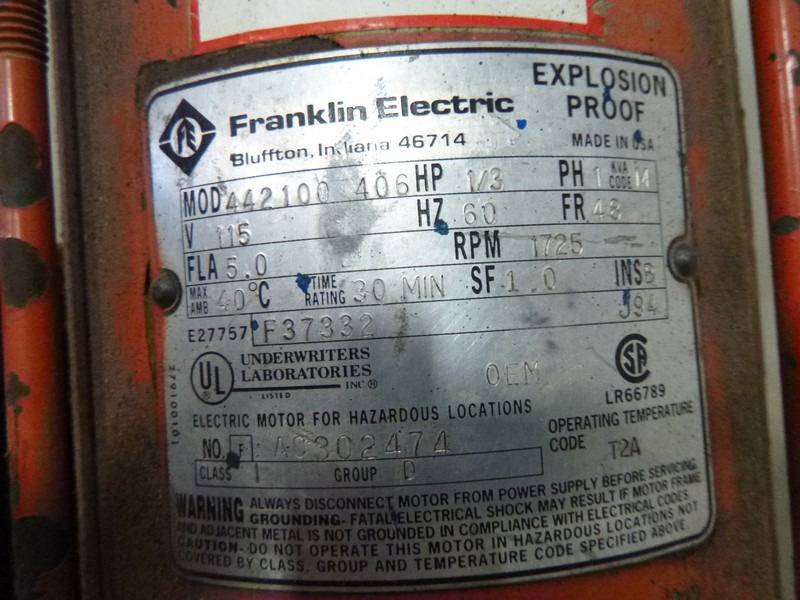 EXPLOSION
PROOF
FE
Franklin Electric
Bluffton, Indiana 46714
MADE IN USA
MOD 442100 406 HP 1/3 PH 1 KVA CODE M
V 115 HZ 60 FR 48
FLA 5.0 RPM 1725
MAX AMB 40°C TIME RATING 30 MIN SF 1.0 INS B
E27757 F37332 J94
UL UNDERWRITERS
LABORATORIES
INC®
LISTED
OEM
SA
LR66789
ELECTRIC MOTOR FOR HAZARDOUS LOCATIONS
OPERATING TEMPERATURE
CODE T2A
NO. F AC302474
CLASS I GROUP D
WARNING ALWAYS DISCONNECT MOTOR FROM POWER SUPPLY BEFORE SERVICING
GROUNDING- FATAL ELECTRICAL SHOCK MAY RESULT IF MOTOR FRAME
AND ADJACENT METAL IS NOT GROUNDED IN COMPLIANCE WITH ELECTRICAL CODES
CAUTION- DO NOT OPERATE THIS MOTOR IN HAZARDOUS LOCATIONS NOT
COVERED BY CLASS, GROUP AND TEMPERATURE CODE SPECIFIED ABOVE.